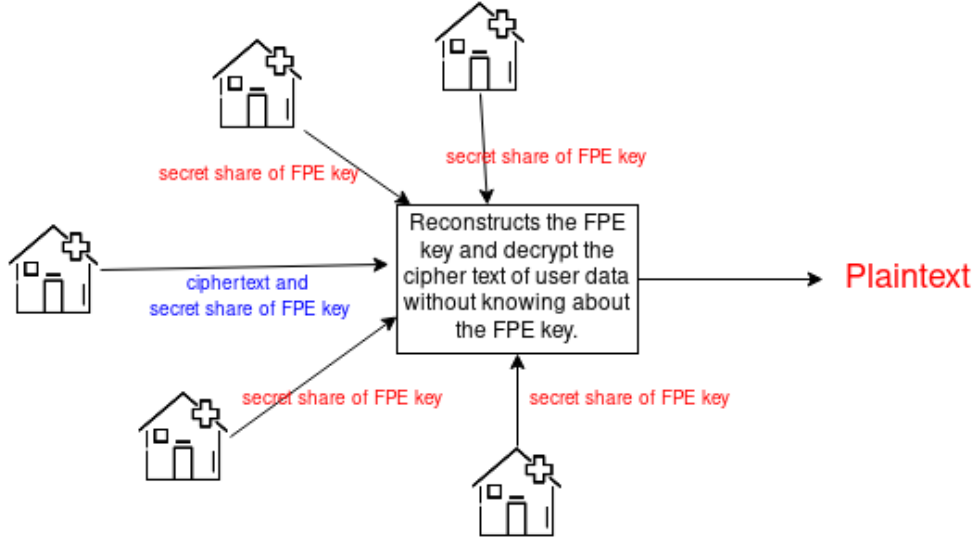 secret share of FPE key
secret share of FPE key
ciphertext and
secret share of FPE key
Reconstructs the FPE
key and decrypt the
cipher text of user data
without knowing about
the FPE key.
Plaintext
secret share of FPE key
secret share of FPE key